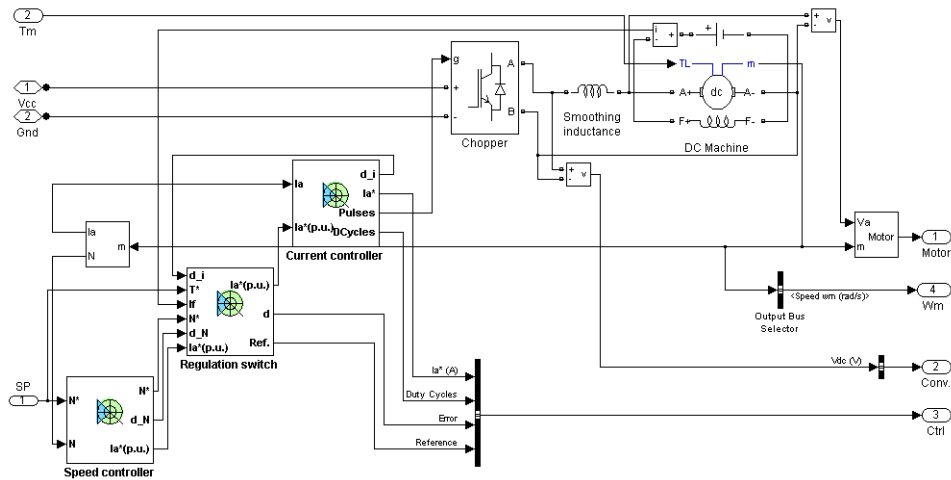 2
Tm
1
Vcc
2
Gnd
g
+
-
A
B
Chopper
Smoothing
inductance
i
+
-
+
TL
m
A+
dc
A-
F+
F-
DC Machine
+
-
v
+
-
v
Va
m
Motor
1
Motor
4
Wm
<Speed wm (rad/s)>
Output Bus
Selector
Vdc (V)
2
Conv.
3
Ctrl
Ia
N
m
Ia
Ia*(p.u.)
d_i
Ia*
Pulses
DCycles
Current controller
d_i
T*
If
N*
d_N
Ia*(p.u.)
Ia*(p.u.)
d
Ref.
Regulation switch
SP
1
N*
N
N*
d_N
Ia*(p.u.)
Speed controller
Ia* (A)
Duty Cycles
Error
Reference